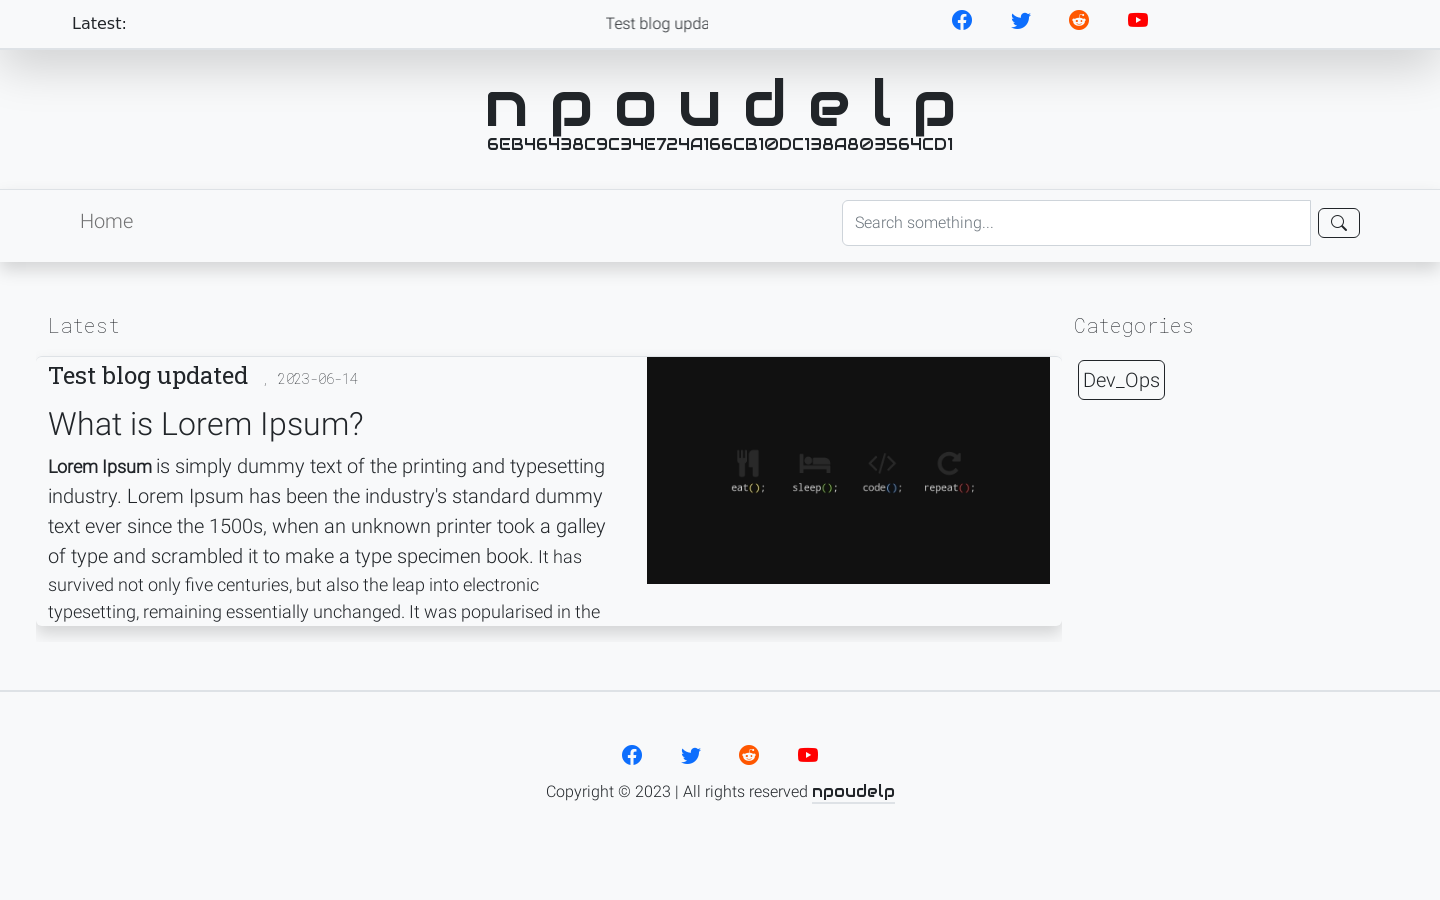 Latest:
Test blog upda
npoudelp
6EB46438C9C34E724A166CB10DC138A803564CD1
Home
Search something...
Latest
Categories
Test blog updated , 2023-06-14
Dev_Ops
What is Lorem Ipsum?
Lorem Ipsum is simply dummy text of the printing and typesetting
industry. Lorem Ipsum has been the industry's standard dummy
text ever since the 1500s, when an unknown printer took a galley
of type and scrambled it to make a type specimen book. It has
survived not only five centuries, but also the leap into electronic
typesetting, remaining essentially unchanged. It was popularised in the
eat(); sleep(); code(); repeat();
Copyright © 2023 | All rights reserved npoudelp